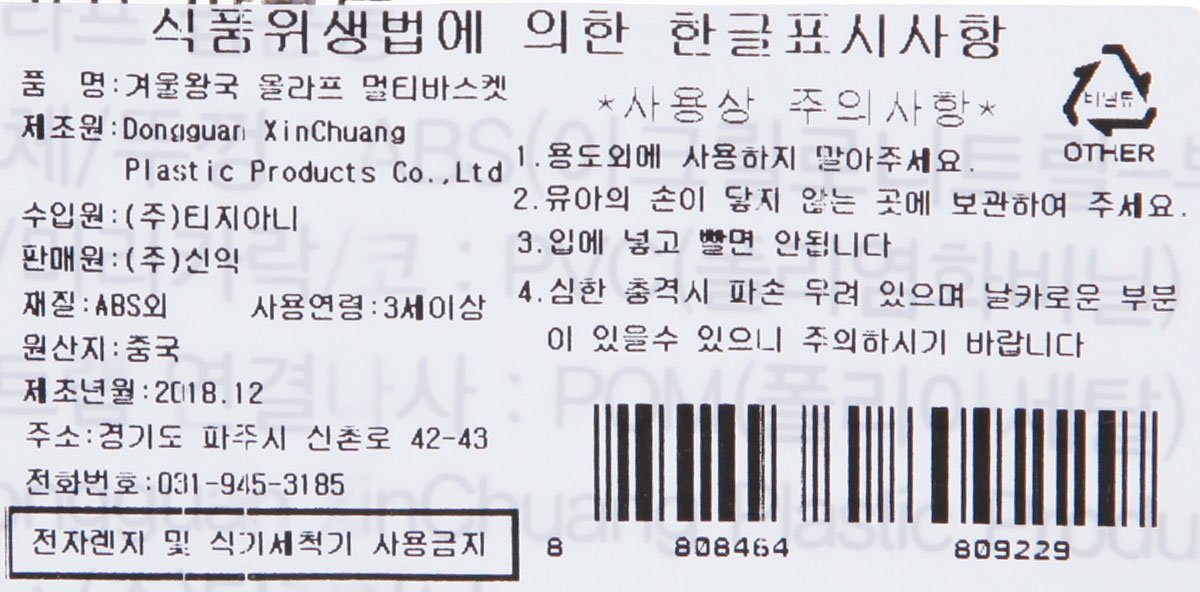 식품위생법에 의한 한글표시사항
품 명:겨울왕국 올라프 멀티바스켓
제조원:Dongguan XinChuang
Plastic Products Co.,Ltd
수입원:(주)티지아니
판매원:(주)신익
재질:ABS외 사용연령:3세이상
원산지:중국
제조년월:2018.12
주소:경기도 파주시 신촌로 42-43
전화번호:031-945-3185
전자렌지 및 식기세척기 사용금지
*사용상 주의사항*
1.용도외에 사용하지 말아주세요.
2.유아의 손이 닿지 않는 곳에 보관하여 주세요.
3.입에 넣고 빨면 안됩니다
4.심한 충격시 파손 우려 있으며 날카로운 부분
이 있을수 있으니 주의하시기 바랍니다
비닐류
OTHER
8 808464 809229